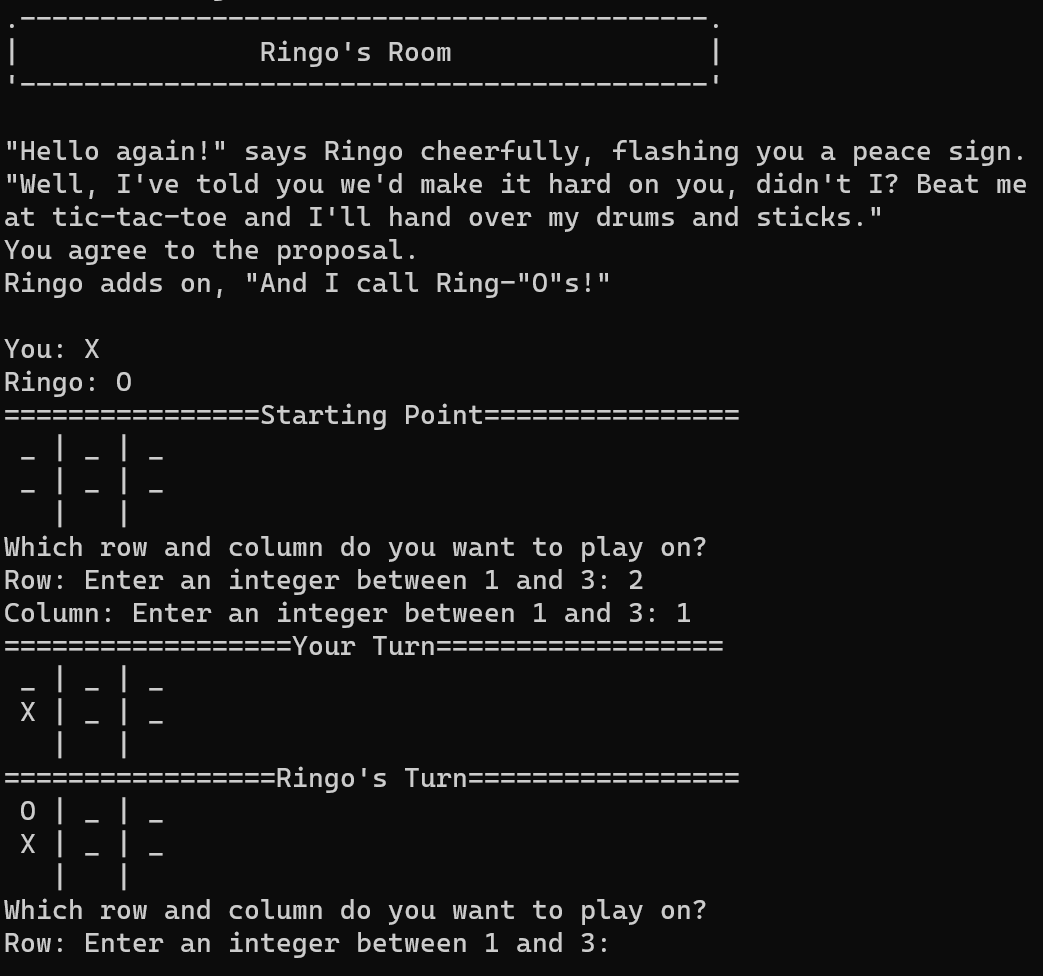 .-------------------------------------------.
|               Ringo's Room                |
'-------------------------------------------'
"Hello again!" says Ringo cheerfully, flashing you a peace sign.
"Well, I've told you we'd make it hard on you, didn't I? Beat me
at tic-tac-toe and I'll hand over my drums and sticks."
You agree to the proposal.
Ringo adds on, "And I call Ring-"O"s!"
You: X
Ringo: O
================Starting Point================
 _ | _ | _
 _ | _ | _
   |   |
Which row and column do you want to play on?
Row: Enter an integer between 1 and 3: 2
Column: Enter an integer between 1 and 3: 1
==================Your Turn==================
 _ | _ | _
 X | _ | _
   |   |
=================Ringo's Turn=================
 O | _ | _
 X | _ | _
   |   |
Which row and column do you want to play on?
Row: Enter an integer between 1 and 3: